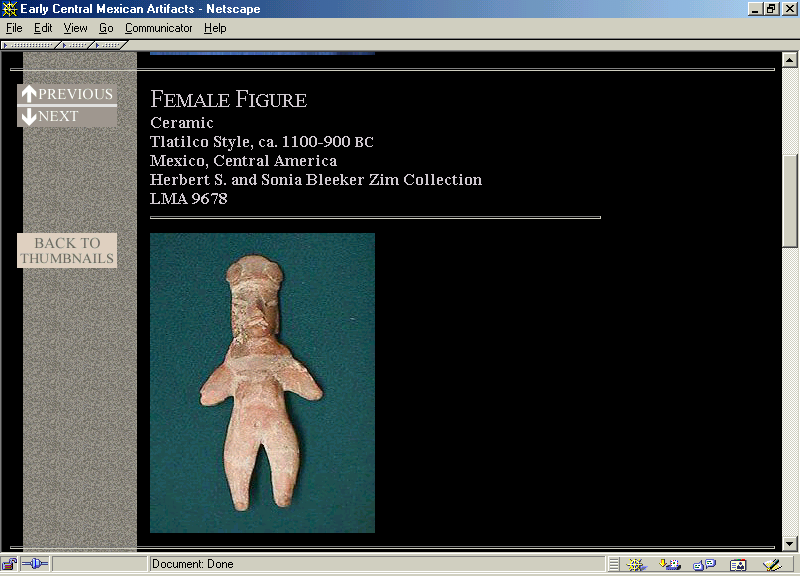 Early Central Mexican Artifacts - Netscape
File Edit View Go Communicator Help
PREVIOUS
NEXT
FEMALE FIGURE
Ceramic
Tlatilco Style, ca. 1100-900 BC
Mexico, Central America
Herbert S. and Sonia Bleeker Zim Collection
LMA 9678
BACK TO
THUMBNAILS
Document: Done